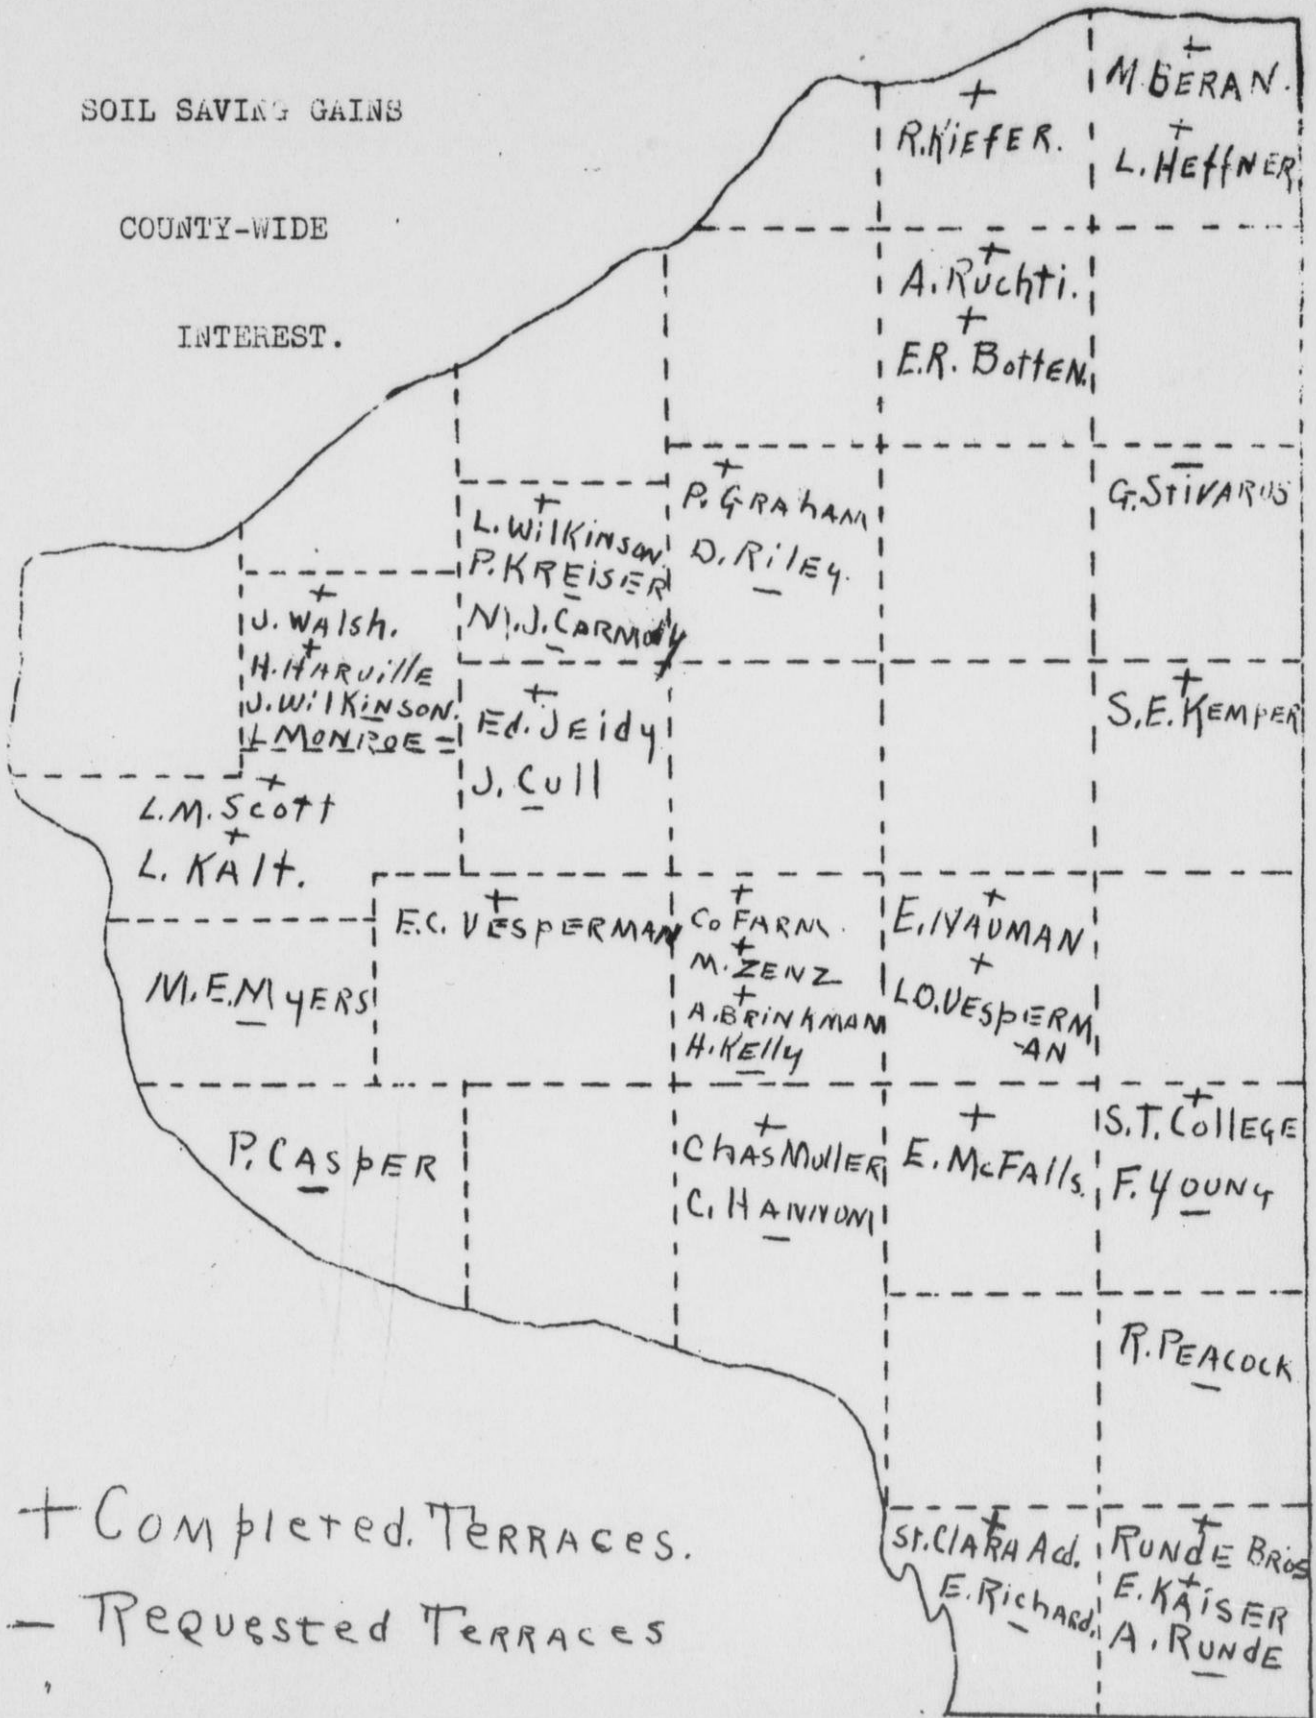 SOIL SAVING GAINS
COUNTY-WIDE
INTEREST.
+
M. BERAN.
+
R. KiEfER.
+
L. HEffNER
+
A. Ruchti.
+
E.R. BottEN.
+
P. GRAhAM
D. RilEy.
—
—
G. StiVARUS
+
L. WilKiNSON.
P. KREiSER
—
M.J. CARMOdy
—
+
J. WAlsh.
+
H. HARVillE
J. WilKiNSON.
—
L MONROE —
+
Ed. JEidy
J. Cull
—
+
S.E. KEMPER
+
L.M. Scott
+
L. KAlt.
+
E.C. VESpERMAN
+
Co FARM.
+
M. ZENZ
+
A. BRiNKMAN
H. KElly
—
+
E. NAUMAN
+
L.O. VESpERM
-AN
M.E. MyERS
—
P. CASpER
—
+
ChAS MullER
C. HANNON
—
+
E. McFAlls.
+
S.T. CollEGE
F. YOUNG
—
R. PEACOCK
—
+
St. ClARA Acd.
E. RichARd.
—
+
RUNdE BROS
+
E. KAiSER
A. RUNdE
—
+ COMplEtEd. TERRACES.
— REQUEStEd TERRACES